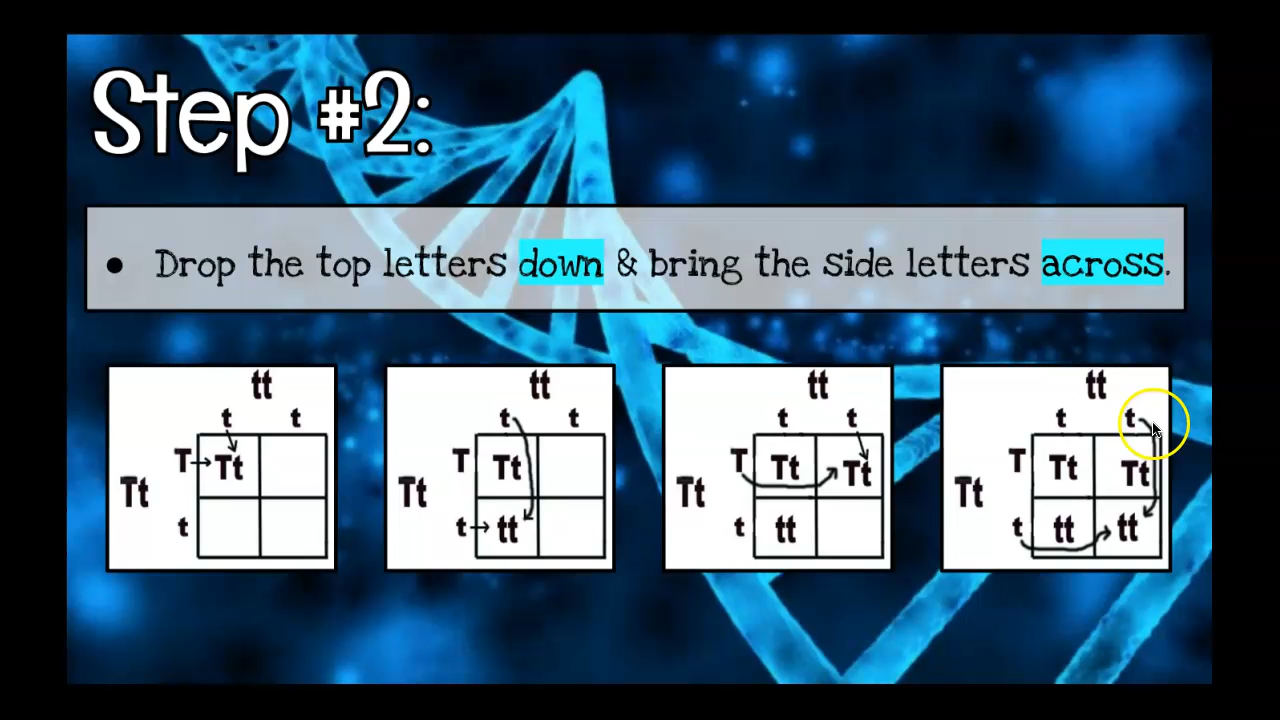 Step #2:
● Drop the top letters down & bring the side letters across.
tt
t t
T Tt
Tt
t
tt
t t
T Tt
Tt
t tt
tt
t t
T Tt Tt
Tt
t tt
tt
t t
T Tt Tt
Tt
t tt tt